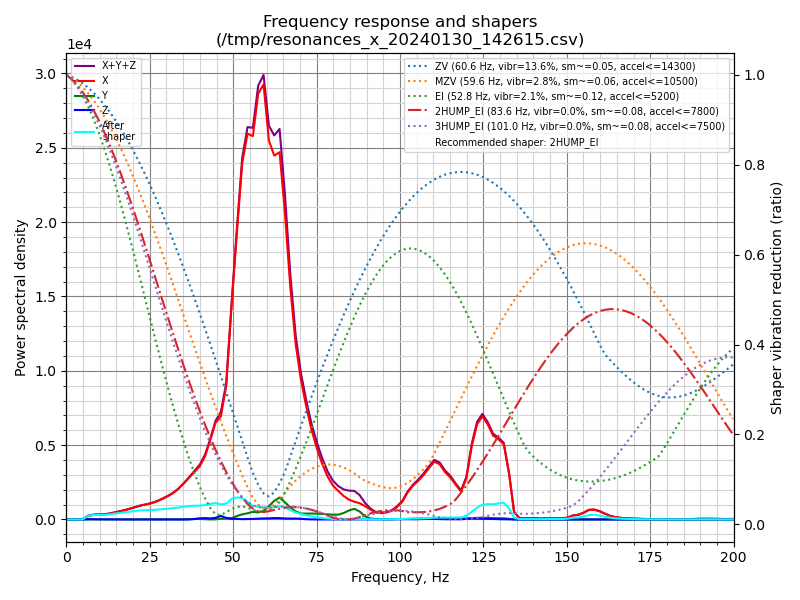 Frequency response and shapers
(/tmp/resonances_x_20240130_142615.csv)
1e4
X+Y+Z
X
Y
Z
After
shaper
ZV (60.6 Hz, vibr=13.6%, sm~=0.05, accel<=14300)
MZV (59.6 Hz, vibr=2.8%, sm~=0.06, accel<=10500)
EI (52.8 Hz, vibr=2.1%, sm~=0.12, accel<=5200)
2HUMP_EI (83.6 Hz, vibr=0.0%, sm~=0.08, accel<=7800)
3HUMP_EI (101.0 Hz, vibr=0.0%, sm~=0.08, accel<=7500)
Recommended shaper: 2HUMP_EI
Power spectral density
3.0
2.5
2.0
1.5
1.0
0.5
0.0
Shaper vibration reduction (ratio)
1.0
0.8
0.6
0.4
0.2
0.0
0 25 50 75 100 125 150 175 200
Frequency, Hz